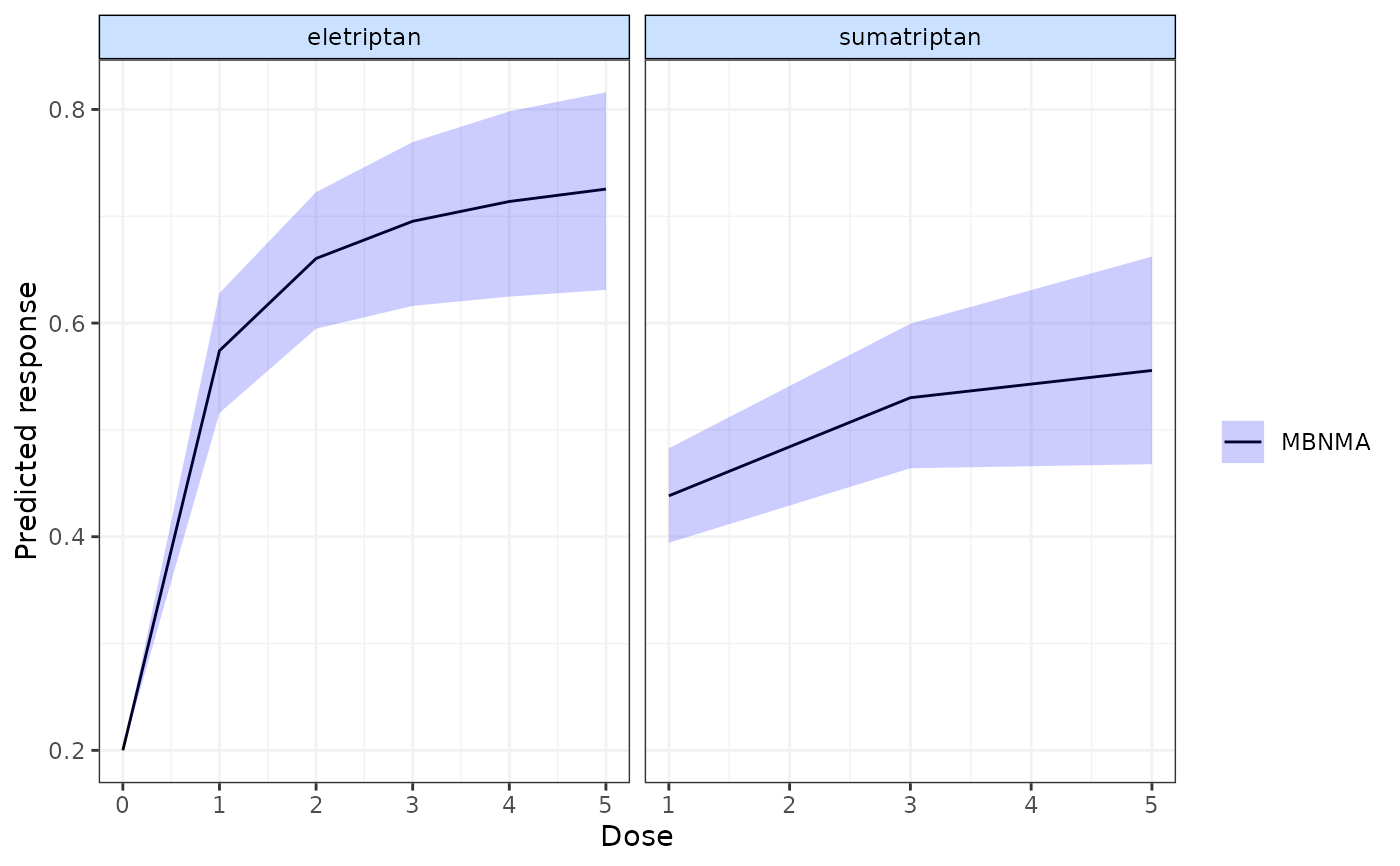 eletriptan
sumatriptan
Predicted response
0.8
0.6
0.4
0.2
0 1 2 3 4 5
1 2 3 4 5
Dose
MBNMA